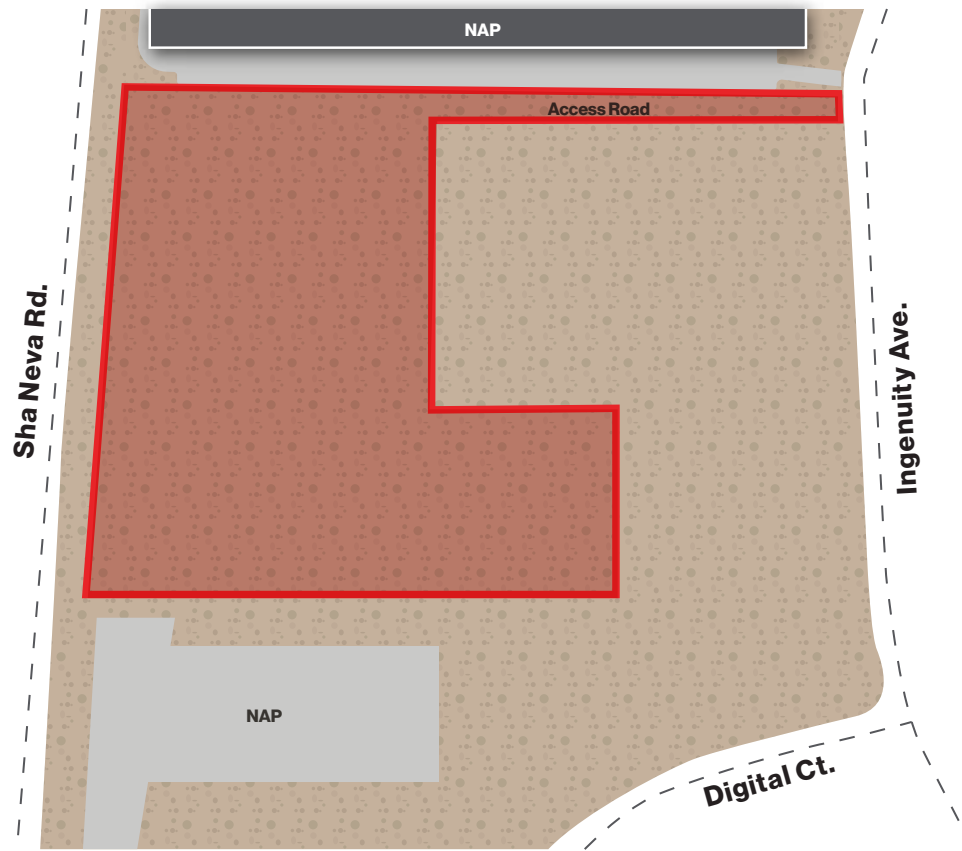 NAP
Access Road
Sha Neva Rd.
Ingenuity Ave.
NAP
Digital Ct.